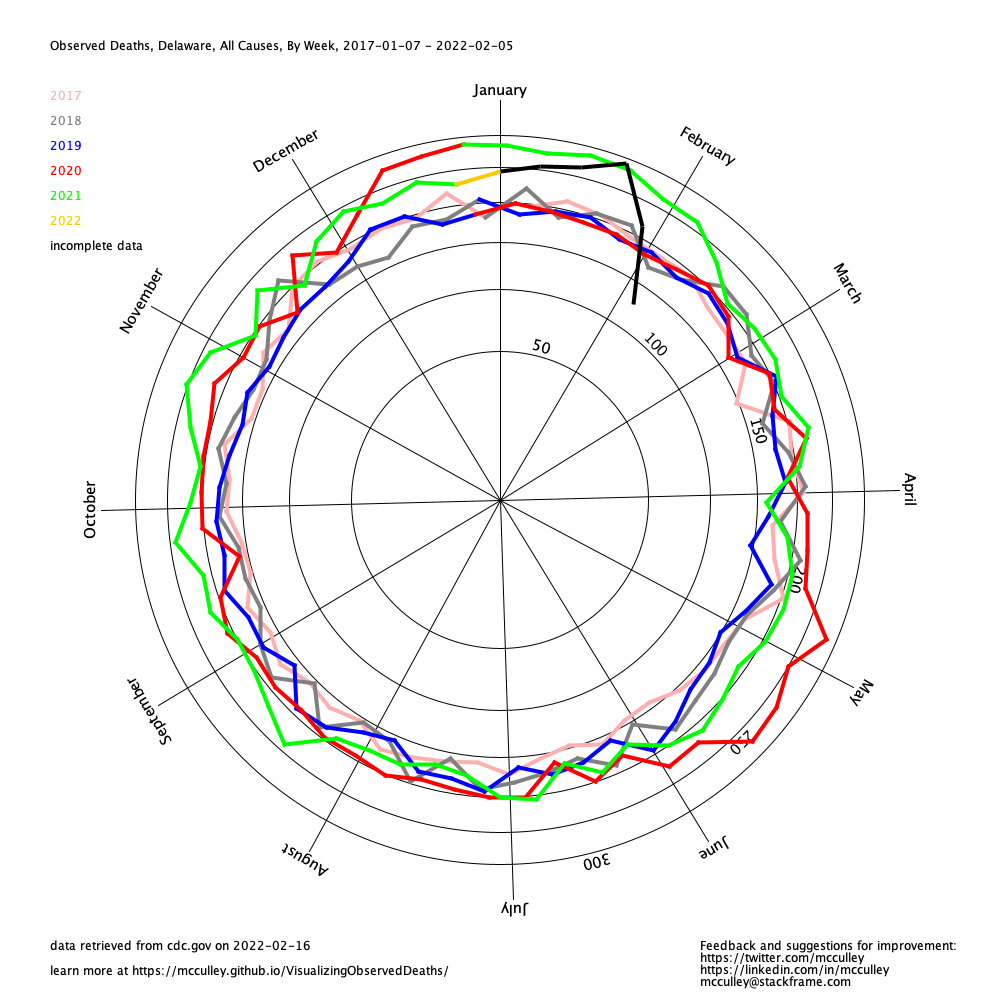 Observed Deaths, Delaware, All Causes, By Week, 2017-01-07 - 2022-02-05
2017
2018
2019
2020
2021
2022
incomplete data
January
February
March
April
May
June
July
August
September
October
November
December
50
100
150
200
250
300
data retrieved from cdc.gov on 2022-02-16
learn more at https://mcculley.github.io/VisualizingObservedDeaths/
Feedback and suggestions for improvement:
https://twitter.com/mcculley
https://linkedin.com/in/mcculley
mcculley@stackframe.com